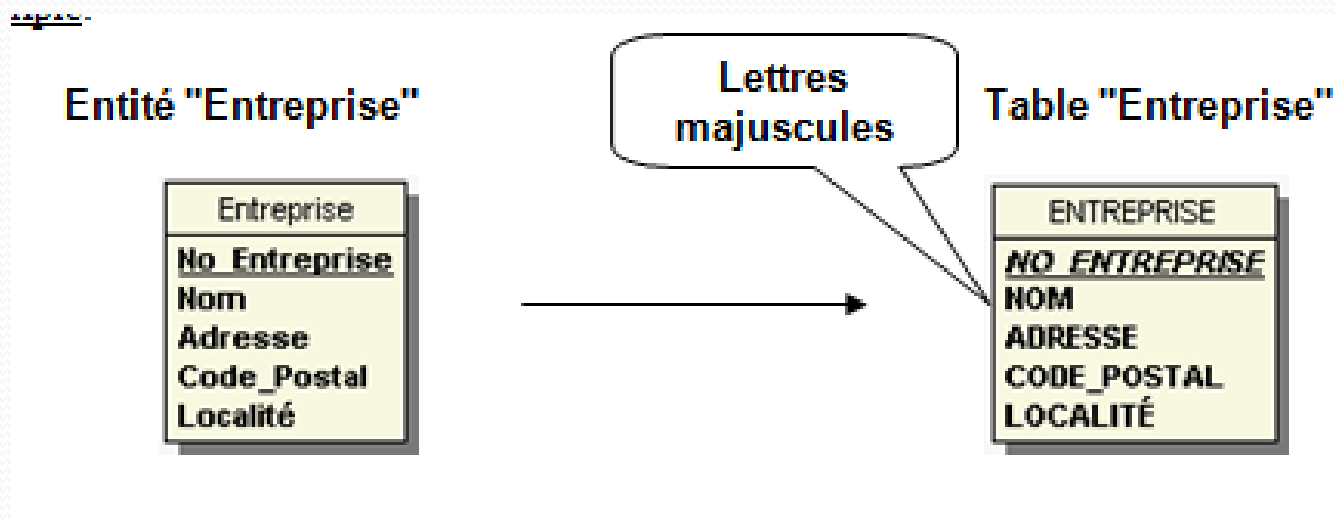 Entité "Entreprise"
Lettres
majuscules
Table "Entreprise"
Entreprise
No_Entreprise
Nom
Adresse
Code_Postal
Localité
ENTREPRISE
NO_ENTREPRISE
NOM
ADRESSE
CODE_POSTAL
LOCALITÉ